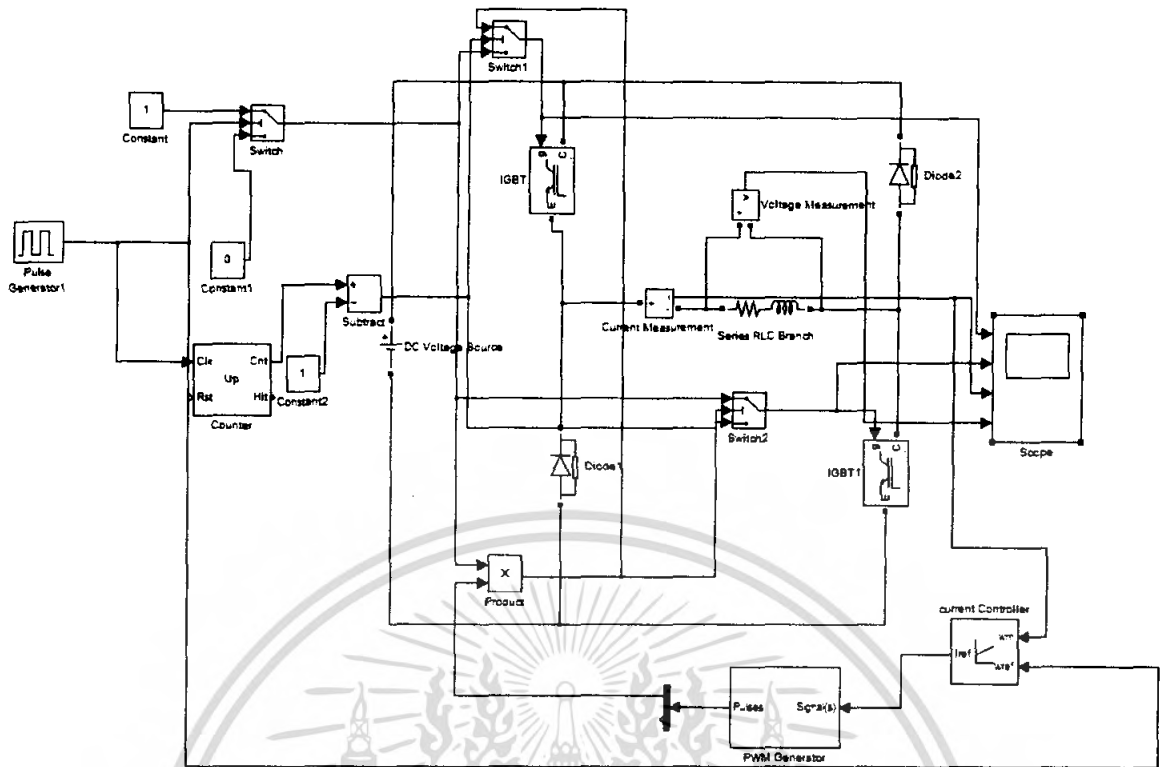 Switch1
1
Constant
Switch
IGBT
g
C
E
Diode2
Voltage Measurement
v
+
-
Pulse
Generator1
0
Constant1
+
-
Subtract
+
-
Current Measurement
Series RLC Branch
+
DC Voltage Source
Clk
Cnt
Up
Rst
Hit
Counter
1
Constant2
Switch2
Scope
Diode1
g
C
E
IGBT1
X
Product
current Controller
Iref
wm
wref
Pulses
Signal(s)
PWM Generator